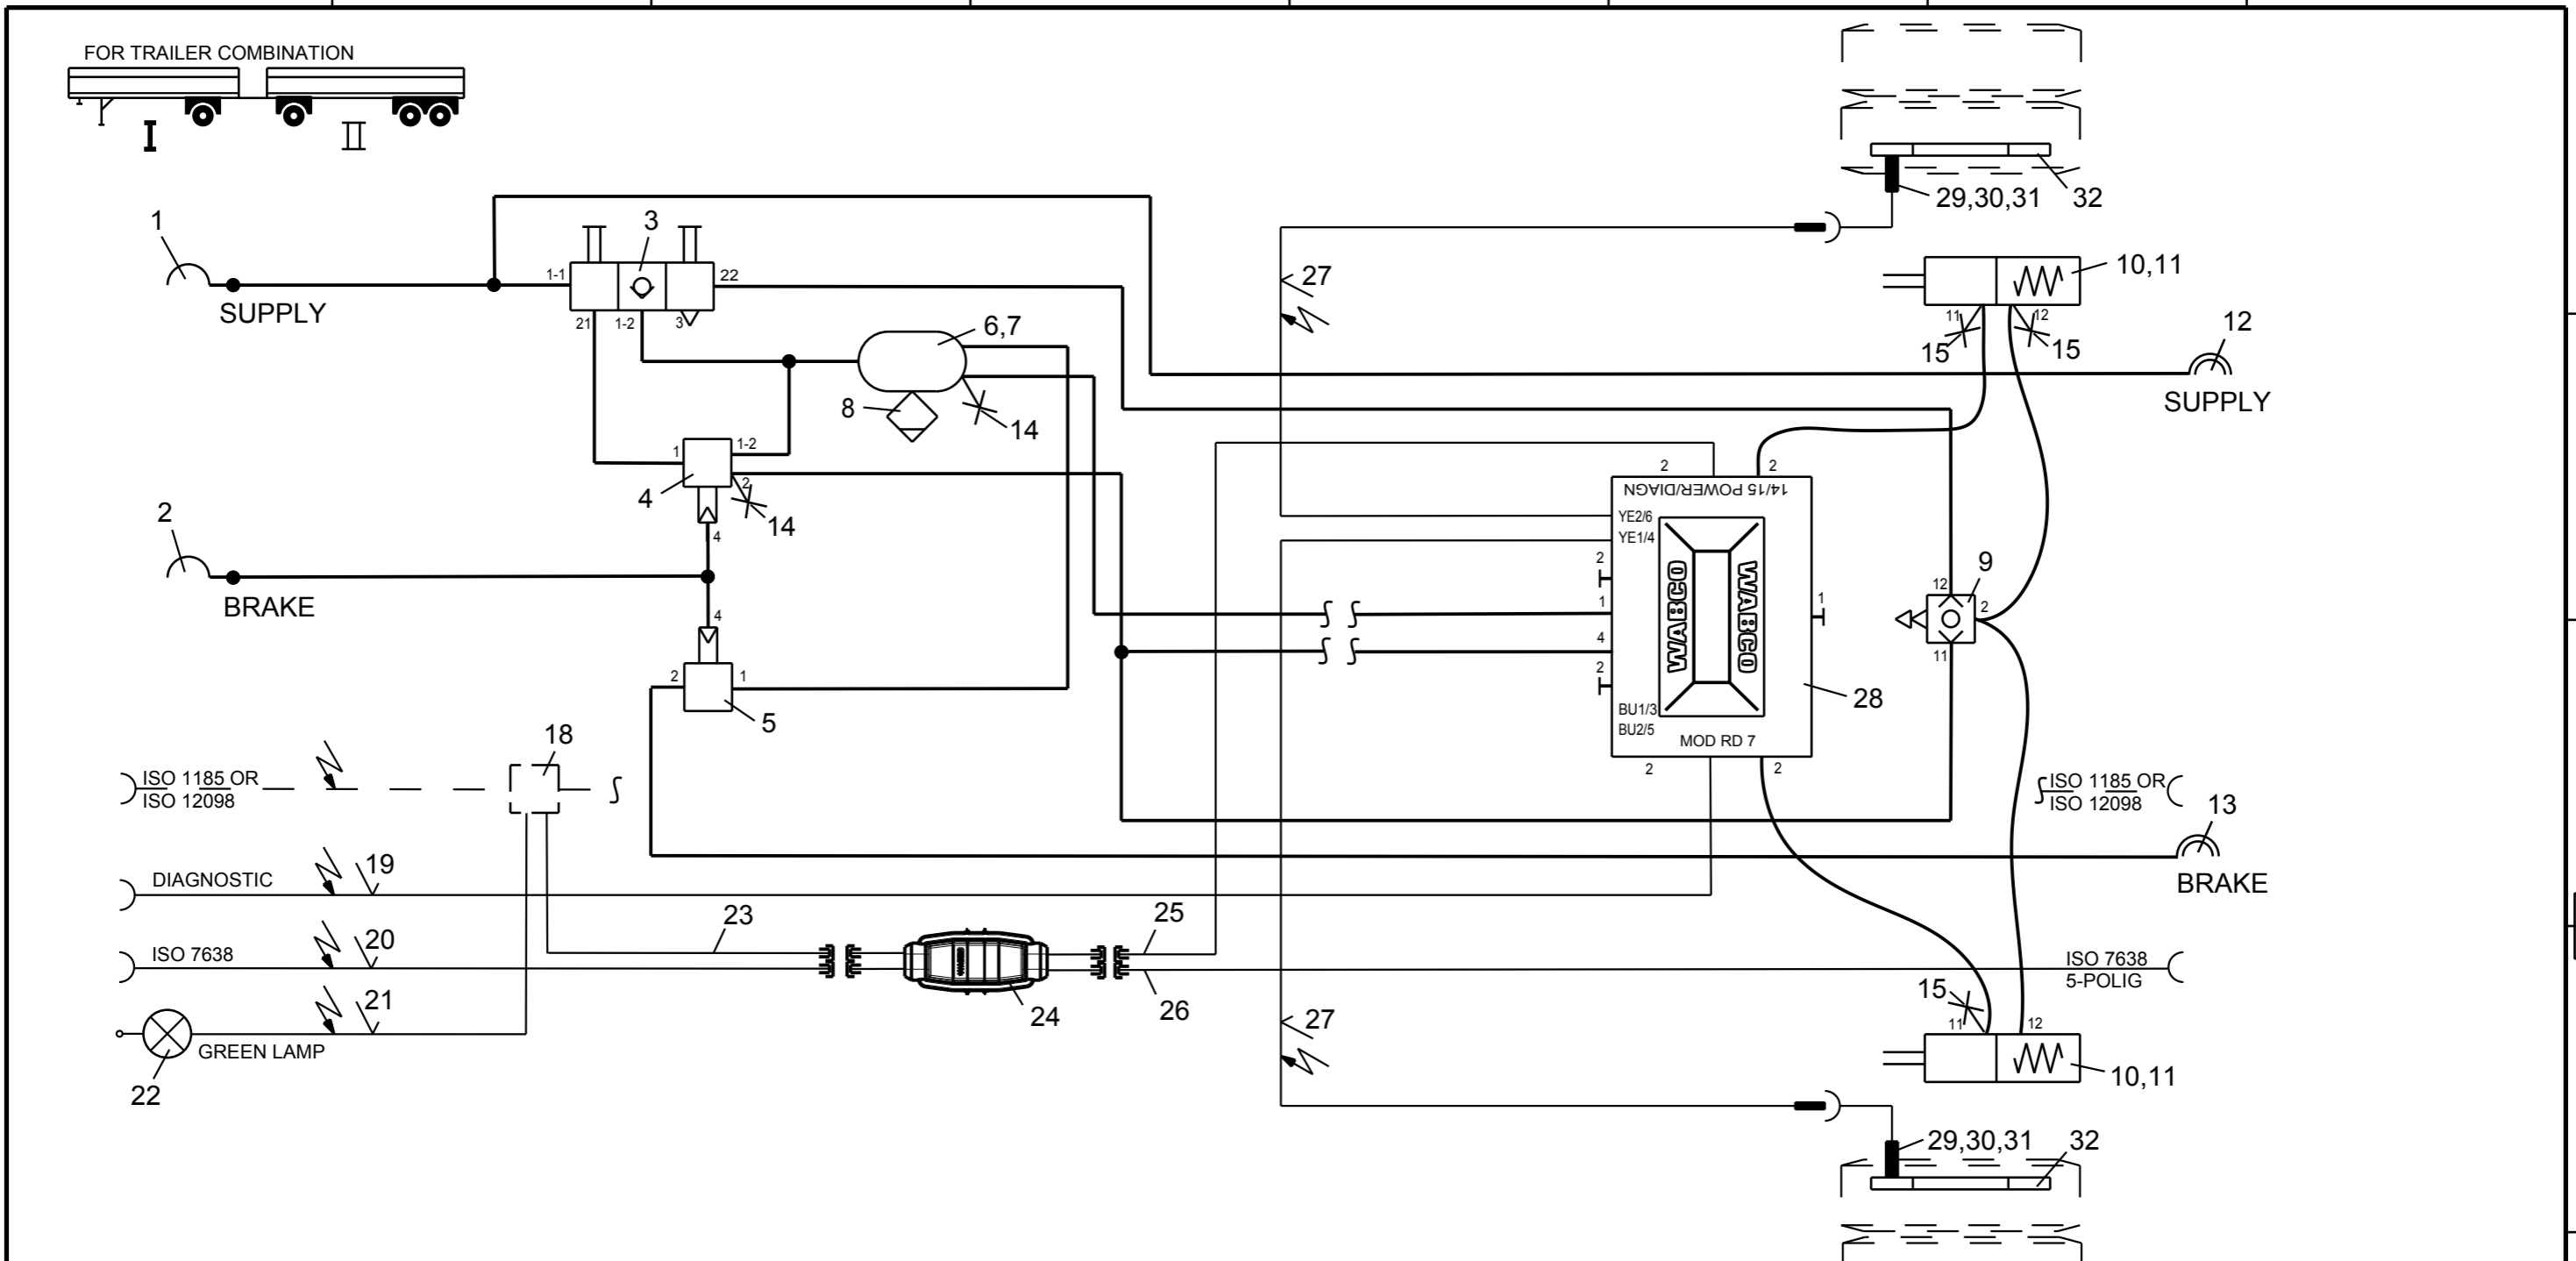 FOR TRAILER COMBINATION
I
II
29,30,31
32
1
3
1-1
22
27
10,11
SUPPLY
21
1-2
3
6,7
11
12
12
15
15
8
14
SUPPLY
1
1-2
2
2
4
2
14/15 POWER/DIAGN
2
14
YE2/6
YE1/4
4
2
9
WABCO
WABCO
12
BRAKE
4
1
1
2
4
11
2
1
2
28
5
BU1/3
BU2/5
18
MOD RD 7
2
2
ISO 1185 OR
ISO 12098
ISO 1185 OR
ISO 12098
13
19
DIAGNOSTIC
BRAKE
23
25
20
ISO 7638
ISO 7638
5-POLIG
21
24
26
15
27
11
12
GREEN LAMP
22
10,11
29,30,31
32